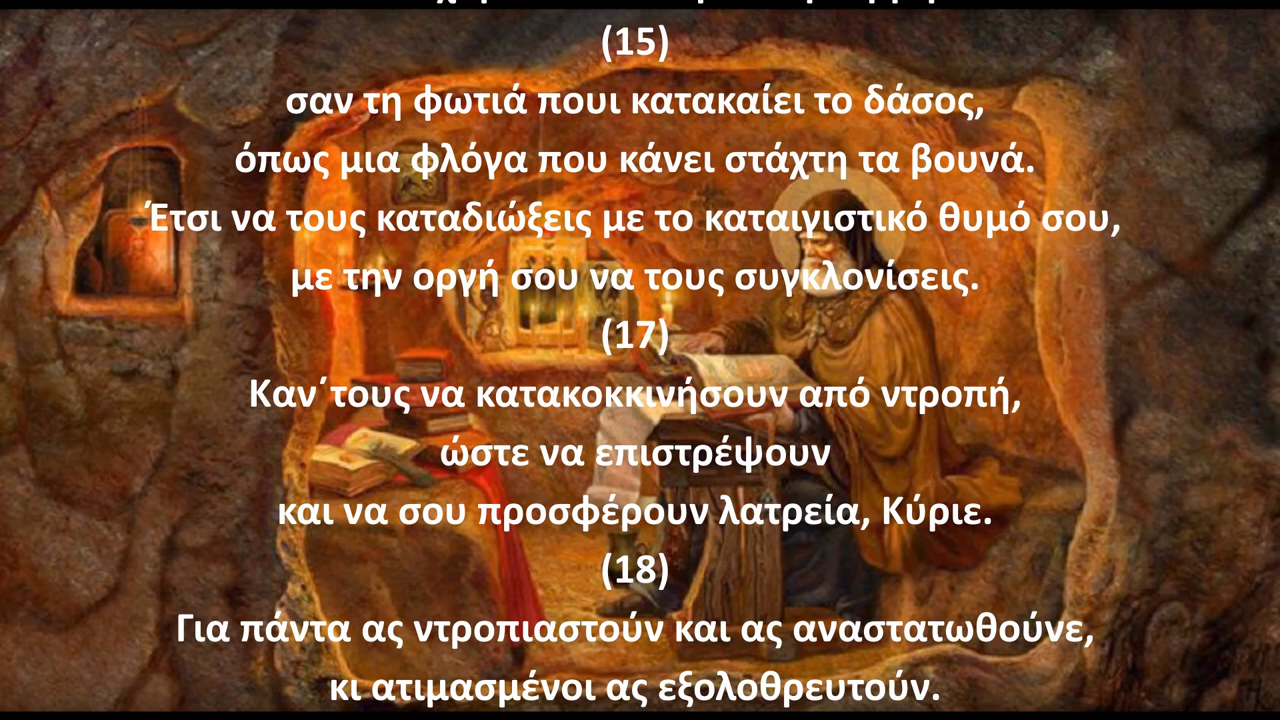 (15)
σαν τη φωτιά πουι κατακαίει το δάσος,
όπως μια φλόγα που κάνει στάχτη τα βουνά.
Έτσι να τους καταδιώξεις με το καταιγιστικό θυμό σου,
με την οργή σου να τους συγκλονίσεις.
(17)
Καν΄τους να κατακοκκινήσουν από ντροπή,
ώστε να επιστρέψουν
και να σου προσφέρουν λατρεία, Κύριε.
(18)
Για πάντα ας ντροπιαστούν και ας αναστατωθούνε,
κι ατιμασμένοι ας εξολοθρευτούν.